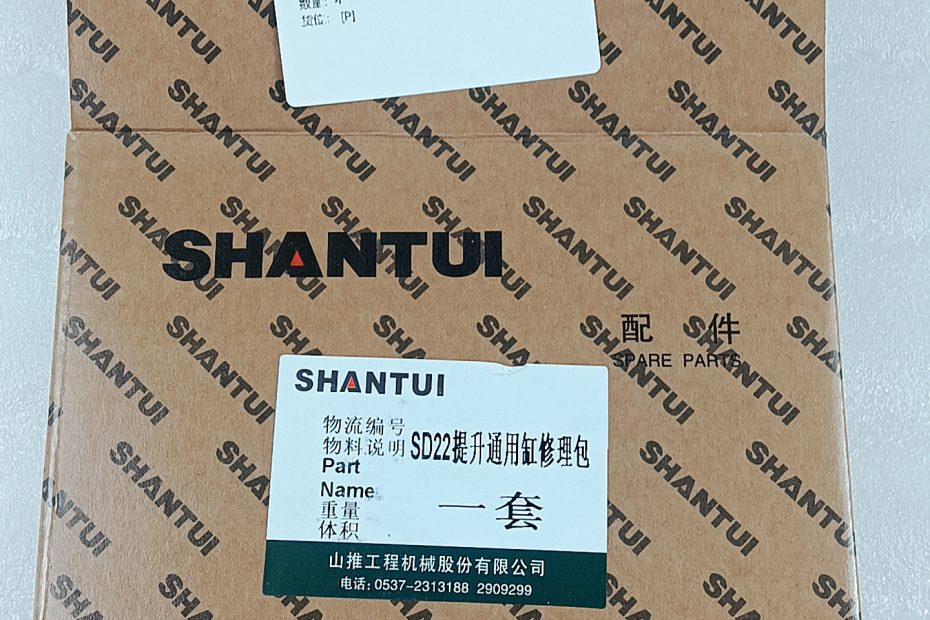 数量：个
货位：[P]
SHANTUI
配 件
SPARE PARTS
SHANTUI
物流编号
物料说明 SD22提升通用缸修理包
Part
Name
重量 一套
体积
山推工程机械股份有限公司
电话：0537-2313188 2909299